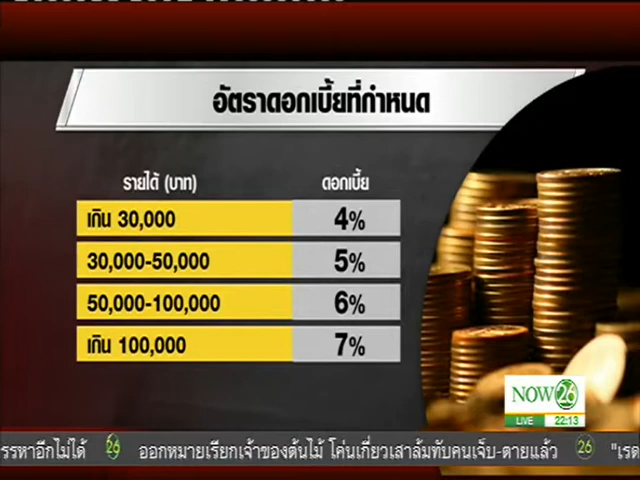 อัตราดอกเบี้ยที่กำหนด
รายได้ (บาท) ดอกเบี้ย
เกิน 30,000 4%
30,000-50,000 5%
50,000-100,000 6%
เกิน 100,000 7%
NOW26
LIVE 22:13
รรหาอีกไม่ได้ 26 ออกหมายเรียกเจ้าของต้นไม้ โค่นเกี่ยวเสาล้มทับคนเจ็บ-ตายแล้ว 26 "เรด